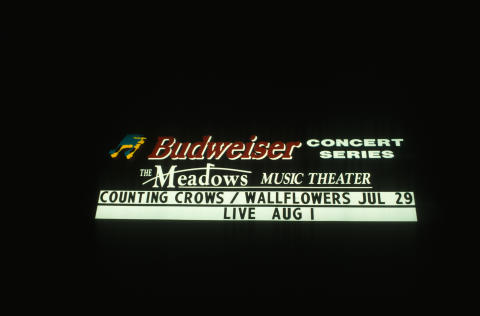 Budweiser CONCERT SERIES
THE Meadows MUSIC THEATER
COUNTING CROWS / WALLFLOWERS JUL 29
LIVE AUG 1